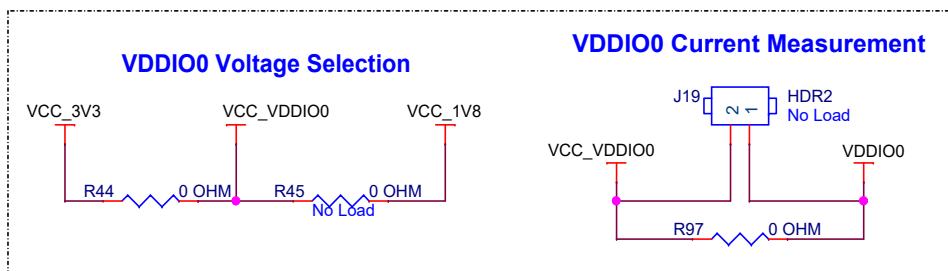 VDDIO0 Voltage Selection
VCC_3V3 VCC_VDDIO0 VCC_1V8
R44 0 OHM R45 0 OHM
No Load
VDDIO0 Current Measurement
J19 2 1 HDR2
No Load
VCC_VDDIO0 VDDIO0
R97 0 OHM